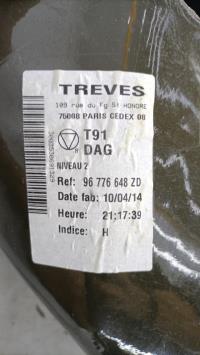 TREVES
109 rue du Fg St HONORE
75008 PARIS CEDEX 08
T91
DAG
NIVEAU 2
Ref: 96 776 648 ZD
Date fab: 10/04/14
Heure: 21:17:39
Indice: H